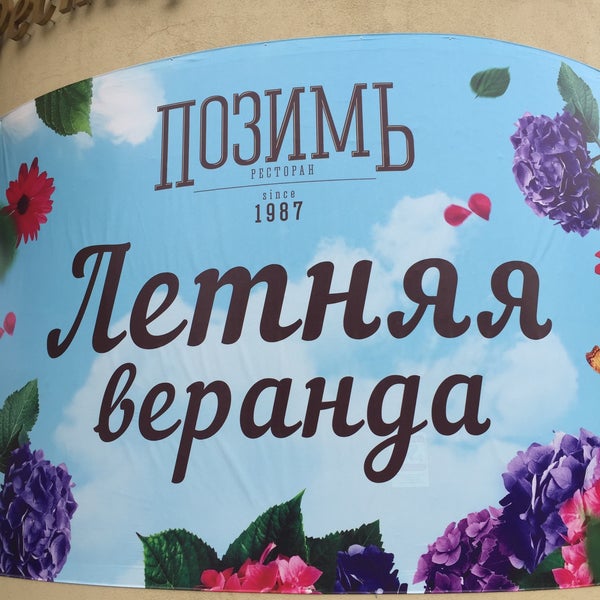 ПОЗИМЬ
РЕСТОРАН
since
1987
Летняя
веранда